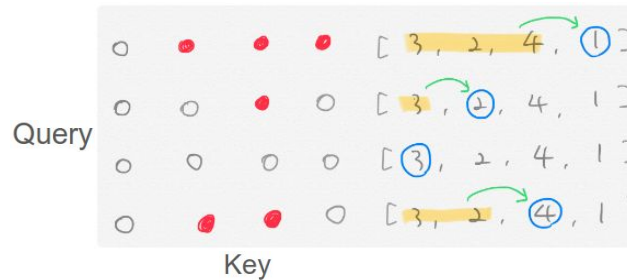 [ 3, 2, 4, 1 ]
[ 3, 2, 4, 1 ]
Query
[ 3, 2, 4, 1 ]
[ 3, 2, 4, 1
Key